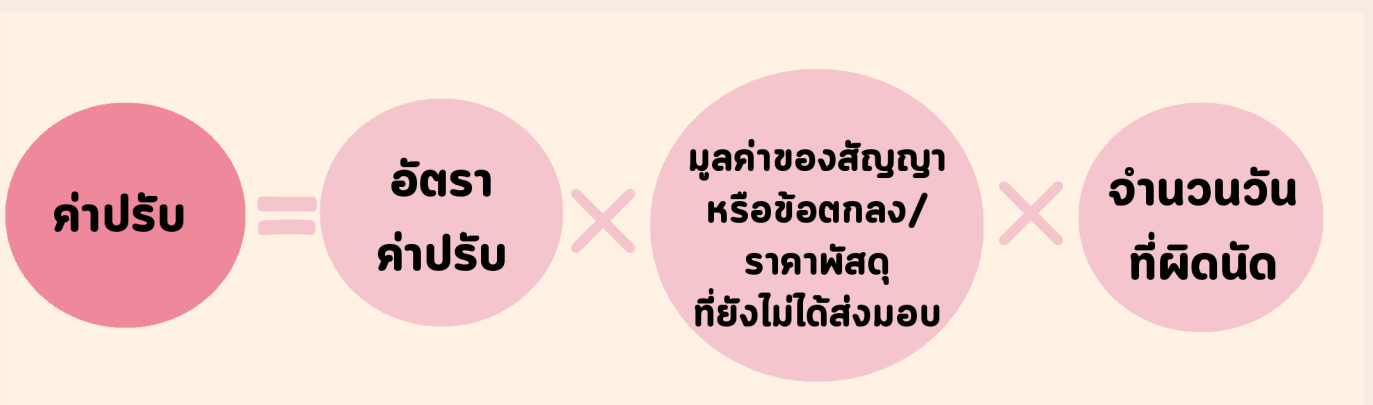 ค่าปรับ
=
อัตรา
ค่าปรับ
×
มูลค่าของสัญญา
หรือข้อตกลง/
ราคาพัสดุ
ที่ยังไม่ได้ส่งมอบ
×
จำนวนวัน
ที่ผิดนัด